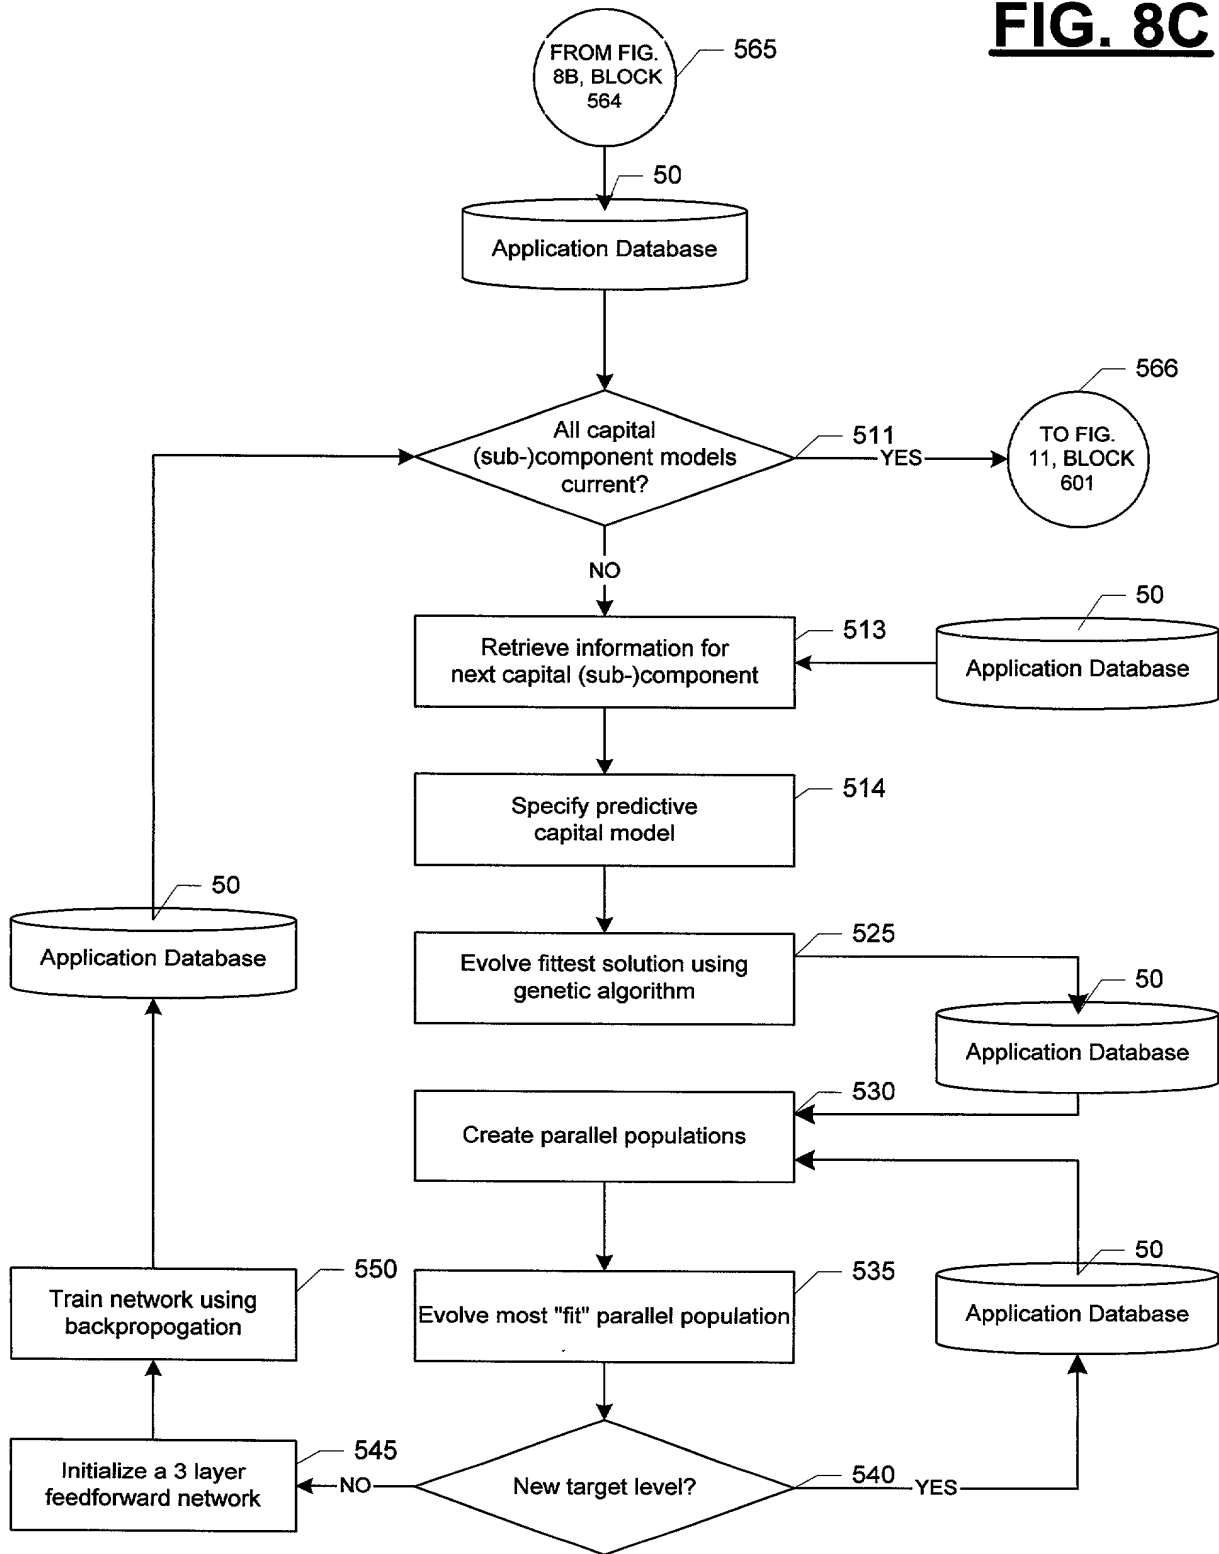 FIG. 8C
FROM FIG.
8B, BLOCK
564
565
50
Application Database
566
All capital
(sub-)component models
current?
511
YES
TO FIG.
11, BLOCK
601
NO
50
Retrieve information for
next capital (sub-)component
513
Application Database
Specify predictive
capital model
514
50
Application Database
Evolve fittest solution using
genetic algorithm
525
50
Application Database
Create parallel populations
530
50
Application Database
Train network using
backpropogation
550
Evolve most "fit" parallel population
535
Initialize a 3 layer
feedforward network
545
NO
New target level?
540
YES